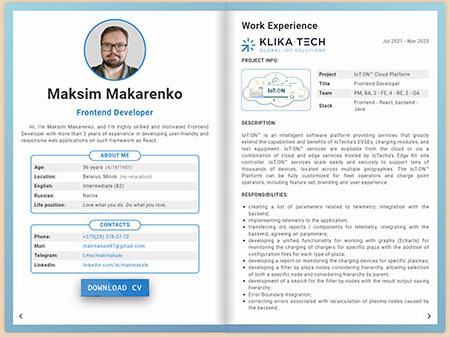 Maksim Makarenko
Frontend Developer
Hi, I'm Maksim Makarenko, and I'm highly skilled and motivated Frontend
Developer with more than 3 years of experience in developing user-friendly and
responsive web applications on such framework as React.
ABOUT ME
Age: 36 years (4/18/1987)
Location: Belarus, Minsk (no relocation)
English: Intermediate (B2)
Russian: Native
Life position: Love what you do. Do what you love.
CONTACTS
Phone: +375(29) 378-37-72
Mail: makmakale87@gmail.com
Telegram: t.me/makmakale
LinkedIn: linkedin.com/in/makmakale
DOWNLOAD CV
Work Experience
KLIKA TECH
GLOBAL IOT SOLUTIONS
Jul 2021 - Nov 2023
PROJECT INFO:
IoT.ON
Project IoT.ON™ Cloud Platform
Title Frontend Developer
Team PM, BA, 2 - FE, 4 - BE, 2 - QA
Stack Frontend - React, backend -
Java
DESCRIPTION:
IoT.ON™ is an intelligent software platform providing services that greatly
extend the capabilities and benefits of IoTecha's EVSEs, charging modules, and
test equipment. IoT.ON™ services are available from the cloud or via a
combination of cloud and edge services hosted by IoTecha's Edge Kit site
controller. IoT.ON™ services scale easily and securely to support tens of
thousands of devices, located across multiple geographies. The IoT.ON™
Platform can be fully customized for fleet operators and charge point
operators, including feature set, branding and user experience.
RESPONSIBILITIES:
• creating a list of parameters related to telemetry, integration with the
backend;
• implementing telemetry to the application;
• transferring old reports / components for telemetry, integrating with the
backend, agreeing on parameters;
• developing a unified functionality for working with graphs (Echarts) for
monitoring the charging of chargers for specific plaza with the addition of
configuration files for each type of plaza;
• developing a report on monitoring charging devices for specific plasmas;
• developing a filter by plaza nodes considering hierarchy, allowing selection
of both a specific node and considering hierarchy by parent;
• development of a search for the filter by nodes with the result output saving
hierarchy;
• Error Boundary Integration;
• correcting errors associated with recalculation of plasma nodes caused by
the backend.